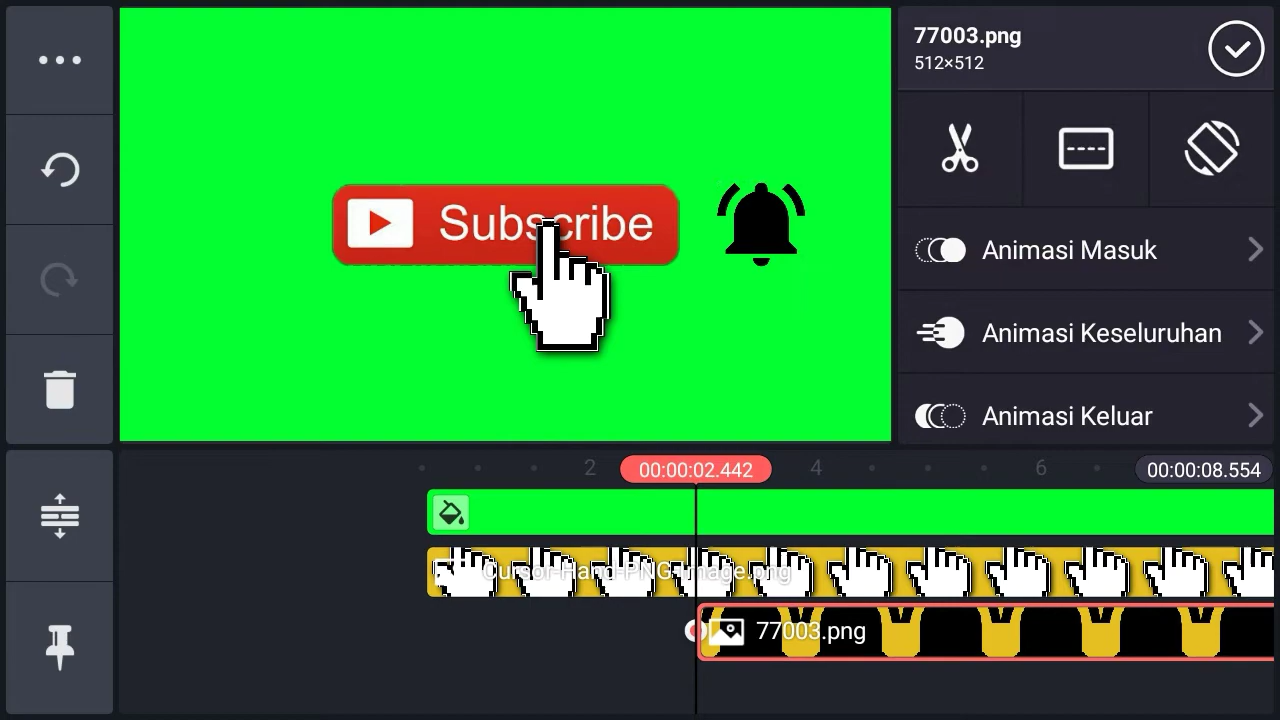 77003.png
512×512
Subscribe
Animasi Masuk
Animasi Keseluruhan
Animasi Keluar
2
00:00:02.442
4
6
00:00:08.554
Cursor-Hand-PNG-Image.png
77003.png